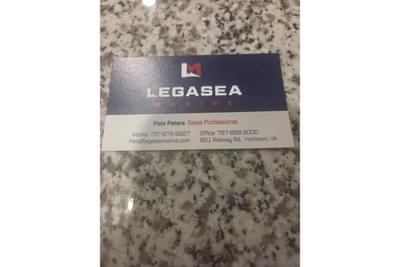 LEGASEA
MARINE
Pete Peters Sales Professional
Mobile: 757-876-6827 Office: 757-898-3000
Pete@legaseamarine.com 821 Railway Rd., Yorktown, VA